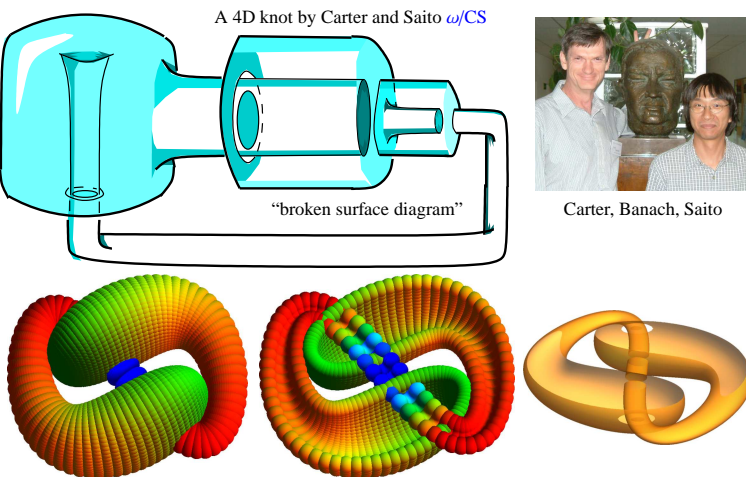 A 4D knot by Carter and Saito ω/CS
“broken surface diagram”
Carter, Banach, Saito